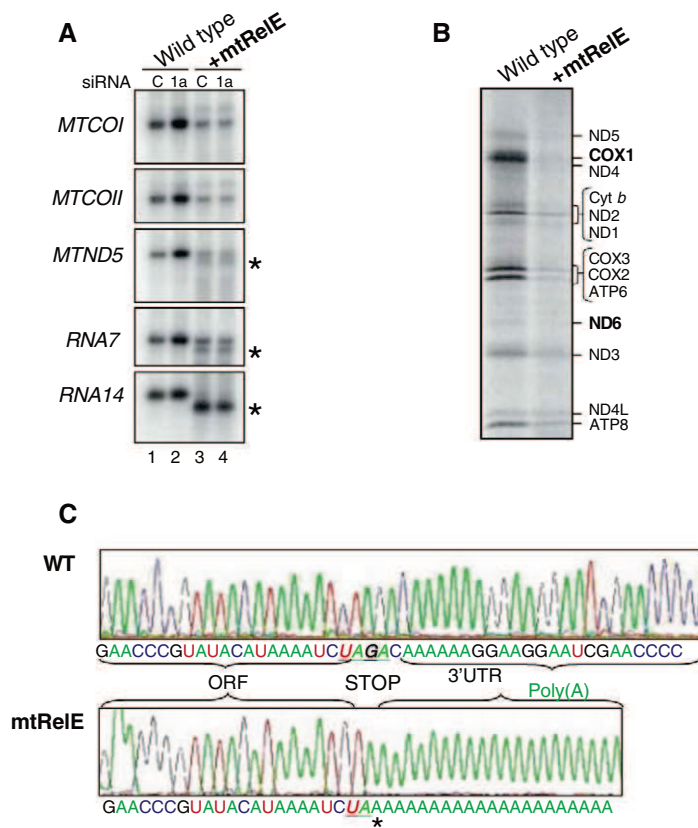 A
B
Wild type
+mtRelE
siRNA C 1a C 1a
MTCOI
MTCOII
MTND5 *
RNA7 *
RNA14 *
1 2 3 4
Wild type
+mtRelE
ND5
COX1
ND4
Cyt b
ND2
ND1
COX3
COX2
ATP6
ND6
ND3
ND4L
ATP8
C
WT
GAACCCGUAUACAUAAAAUCUAGACAAAAAAGGAAGGAAUCGAACCCC
ORF STOP 3'UTR
Poly(A)
mtRelE
GAACCCGUAUACAUAAAAUCUAAAAAAAAAAAAAAAAAAAAA
*